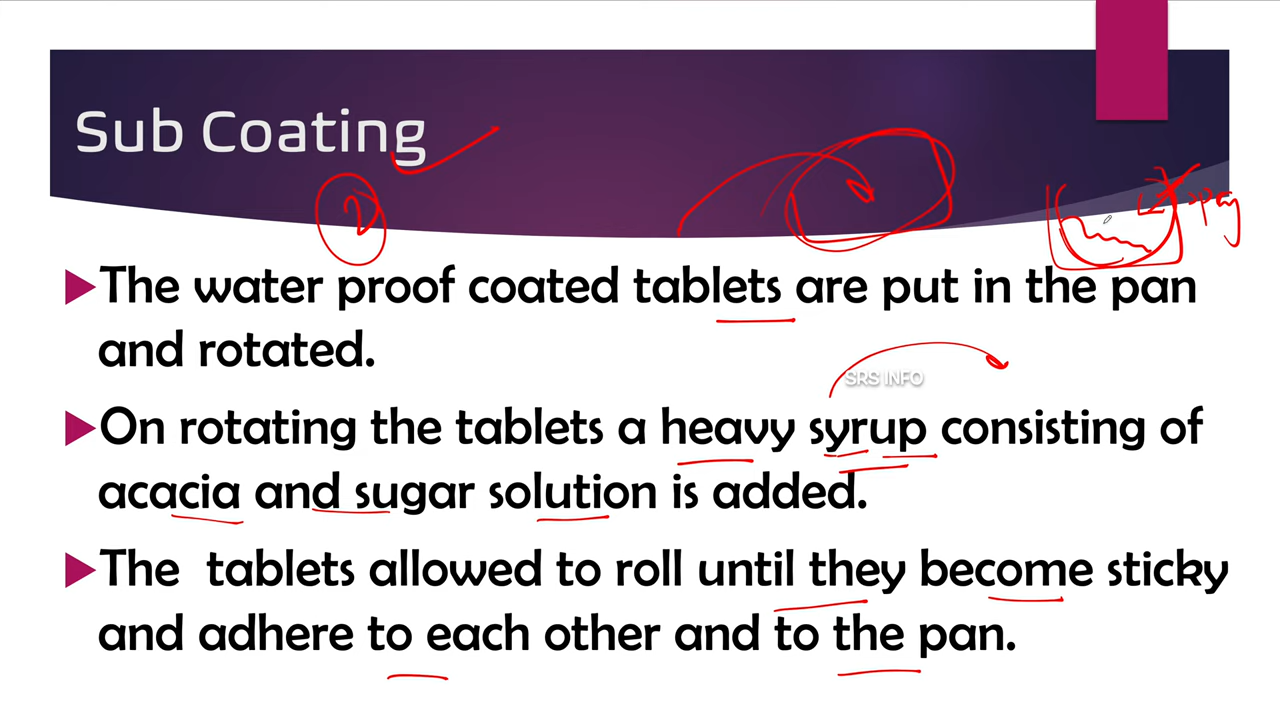 Sub Coating
2
The water proof coated tablets are put in the pan
and rotated.
SRS INFO
On rotating the tablets a heavy syrup consisting of
acacia and sugar solution is added.
The tablets allowed to roll until they become sticky
and adhere to each other and to the pan.